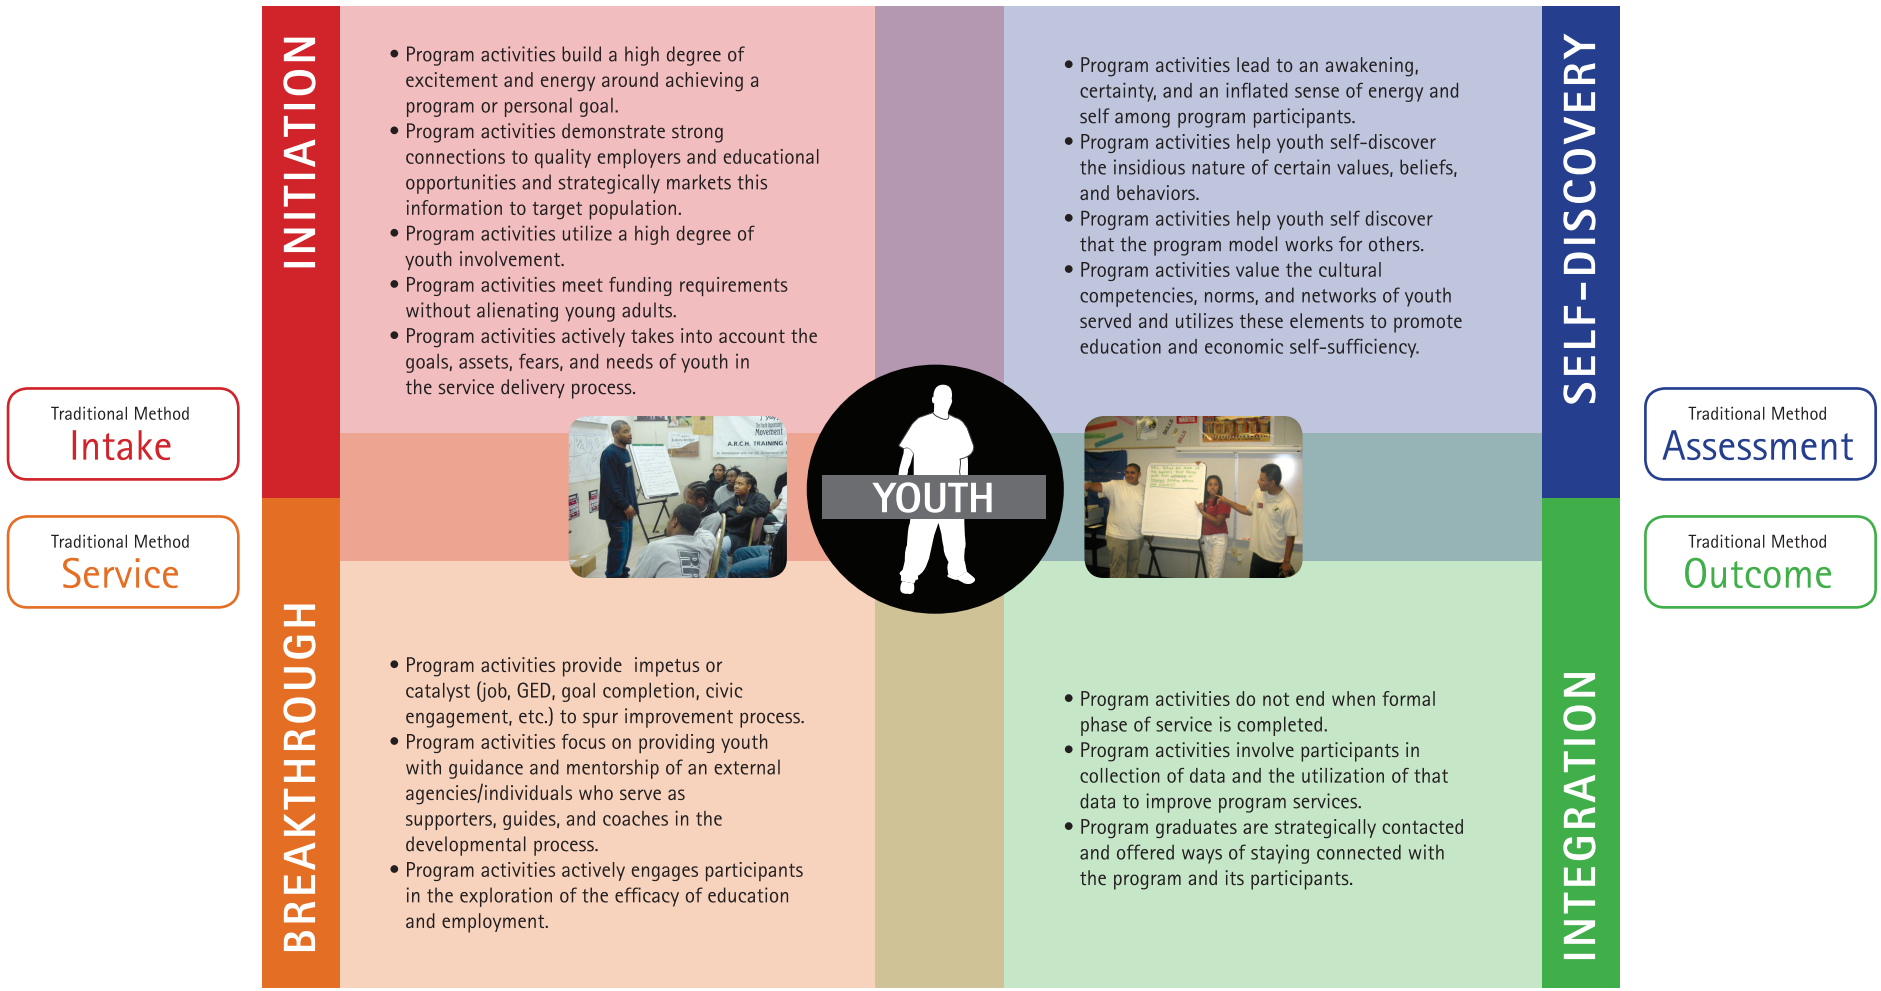 INITIATION
• Program activities build a high degree of
excitement and energy around achieving a
program or personal goal.
• Program activities demonstrate strong
connections to quality employers and educational
opportunities and strategically markets this
information to target population.
• Program activities utilize a high degree of
youth involvement.
• Program activities meet funding requirements
without alienating young adults.
• Program activities actively takes into account the
goals, assets, fears, and needs of youth in
the service delivery process.
• Program activities lead to an awakening,
certainty, and an inflated sense of energy and
self among program participants.
• Program activities help youth self-discover
the insidious nature of certain values, beliefs,
and behaviors.
• Program activities help youth self discover
that the program model works for others.
• Program activities value the cultural
competencies, norms, and networks of youth
served and utilizes these elements to promote
education and economic self-sufficiency.
SELF-DISCOVERY
Traditional Method
Intake
Traditional Method
Service
Movement
A.R.C.H. TRAINING
YOUTH
Traditional Method
Assessment
Traditional Method
Outcome
BREAKTHROUGH
• Program activities provide  impetus or
catalyst (job, GED, goal completion, civic
engagement, etc.) to spur improvement process.
• Program activities focus on providing youth
with guidance and mentorship of an external
agencies/individuals who serve as
supporters, guides, and coaches in the
developmental process.
• Program activities actively engages participants
in the exploration of the efficacy of education
and employment.
• Program activities do not end when formal
phase of service is completed.
• Program activities involve participants in
collection of data and the utilization of that
data to improve program services.
• Program graduates are strategically contacted
and offered ways of staying connected with
the program and its participants.
INTEGRATION